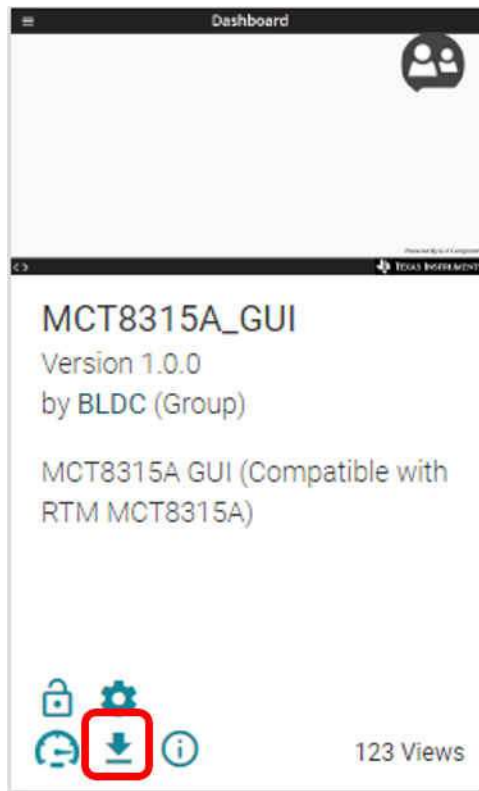 Dashboard
TEXAS INSTRUMENTS
MCT8315A_GUI
Version 1.0.0
by BLDC (Group)
MCT8315A GUI (Compatible with
RTM MCT8315A)
123 Views